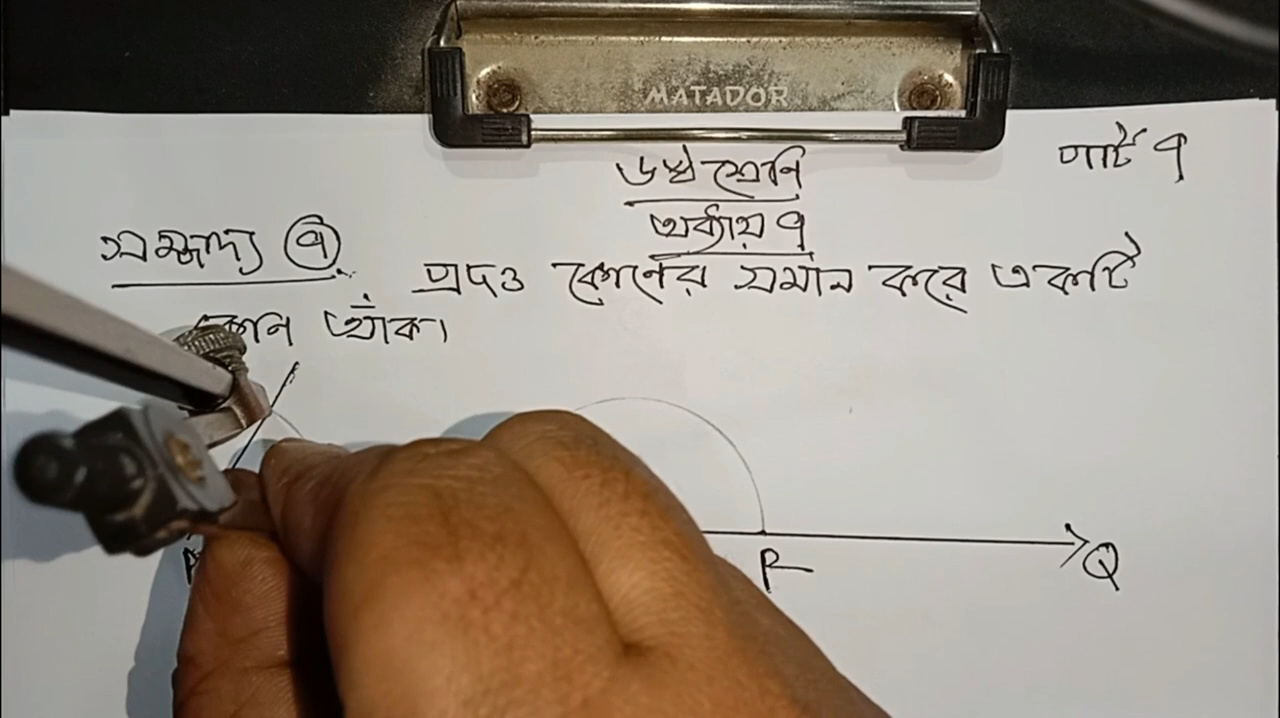 MATADOR
৬ষ্ঠ শ্রেণি
পার্ট ৭
অধ্যায় ৭
সম্পাদ্য ৭
প্রদত্ত কোণের সমান করে একটি
কোন আঁক।
F
Q